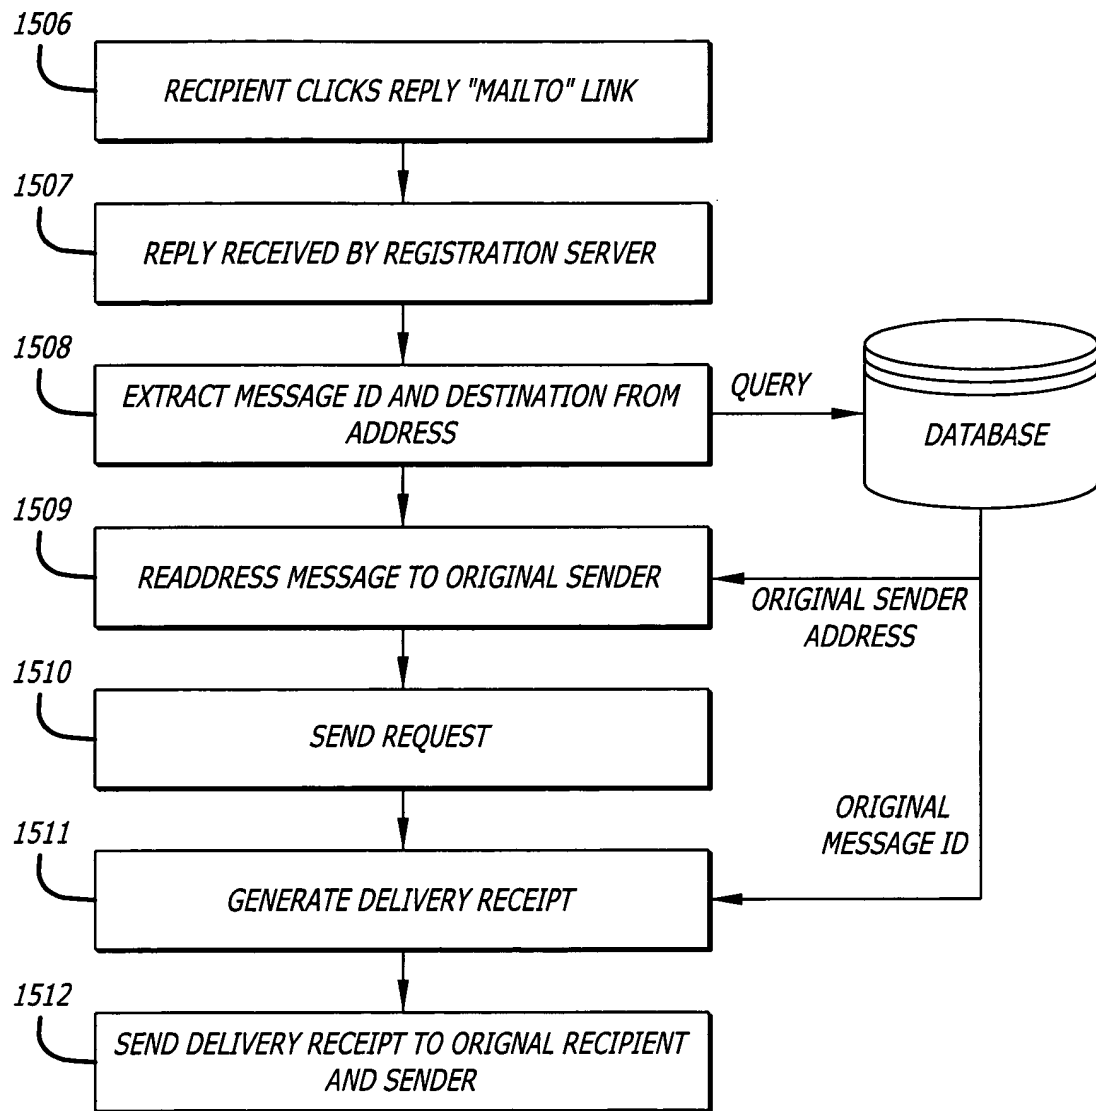 1506
RECIPIENT CLICKS REPLY "MAILTO" LINK
1507
REPLY RECEIVED BY REGISTRATION SERVER
1508
EXTRACT MESSAGE ID AND DESTINATION FROM
ADDRESS
QUERY
DATABASE
1509
READDRESS MESSAGE TO ORIGINAL SENDER
ORIGINAL SENDER
ADDRESS
1510
SEND REQUEST
ORIGINAL
MESSAGE ID
1511
GENERATE DELIVERY RECEIPT
1512
SEND DELIVERY RECEIPT TO ORIGNAL RECIPIENT
AND SENDER